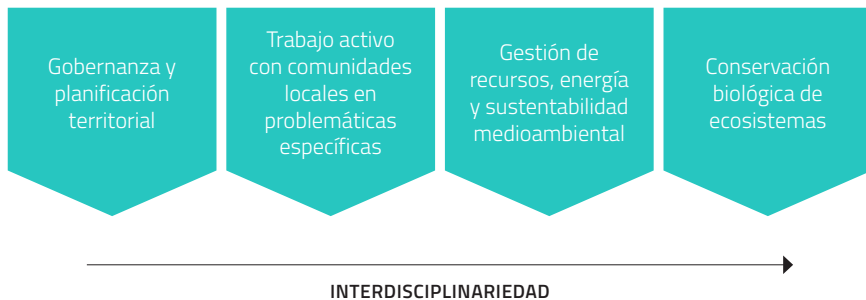 Gobernanza y
planificación
territorial
Trabajo activo
con comunidades
locales en
problemáticas
específicas
Gestión de
recursos, energía
y sustentabilidad
medioambiental
Conservación
biológica de
ecosistemas
INTERDISCIPLINARIEDAD